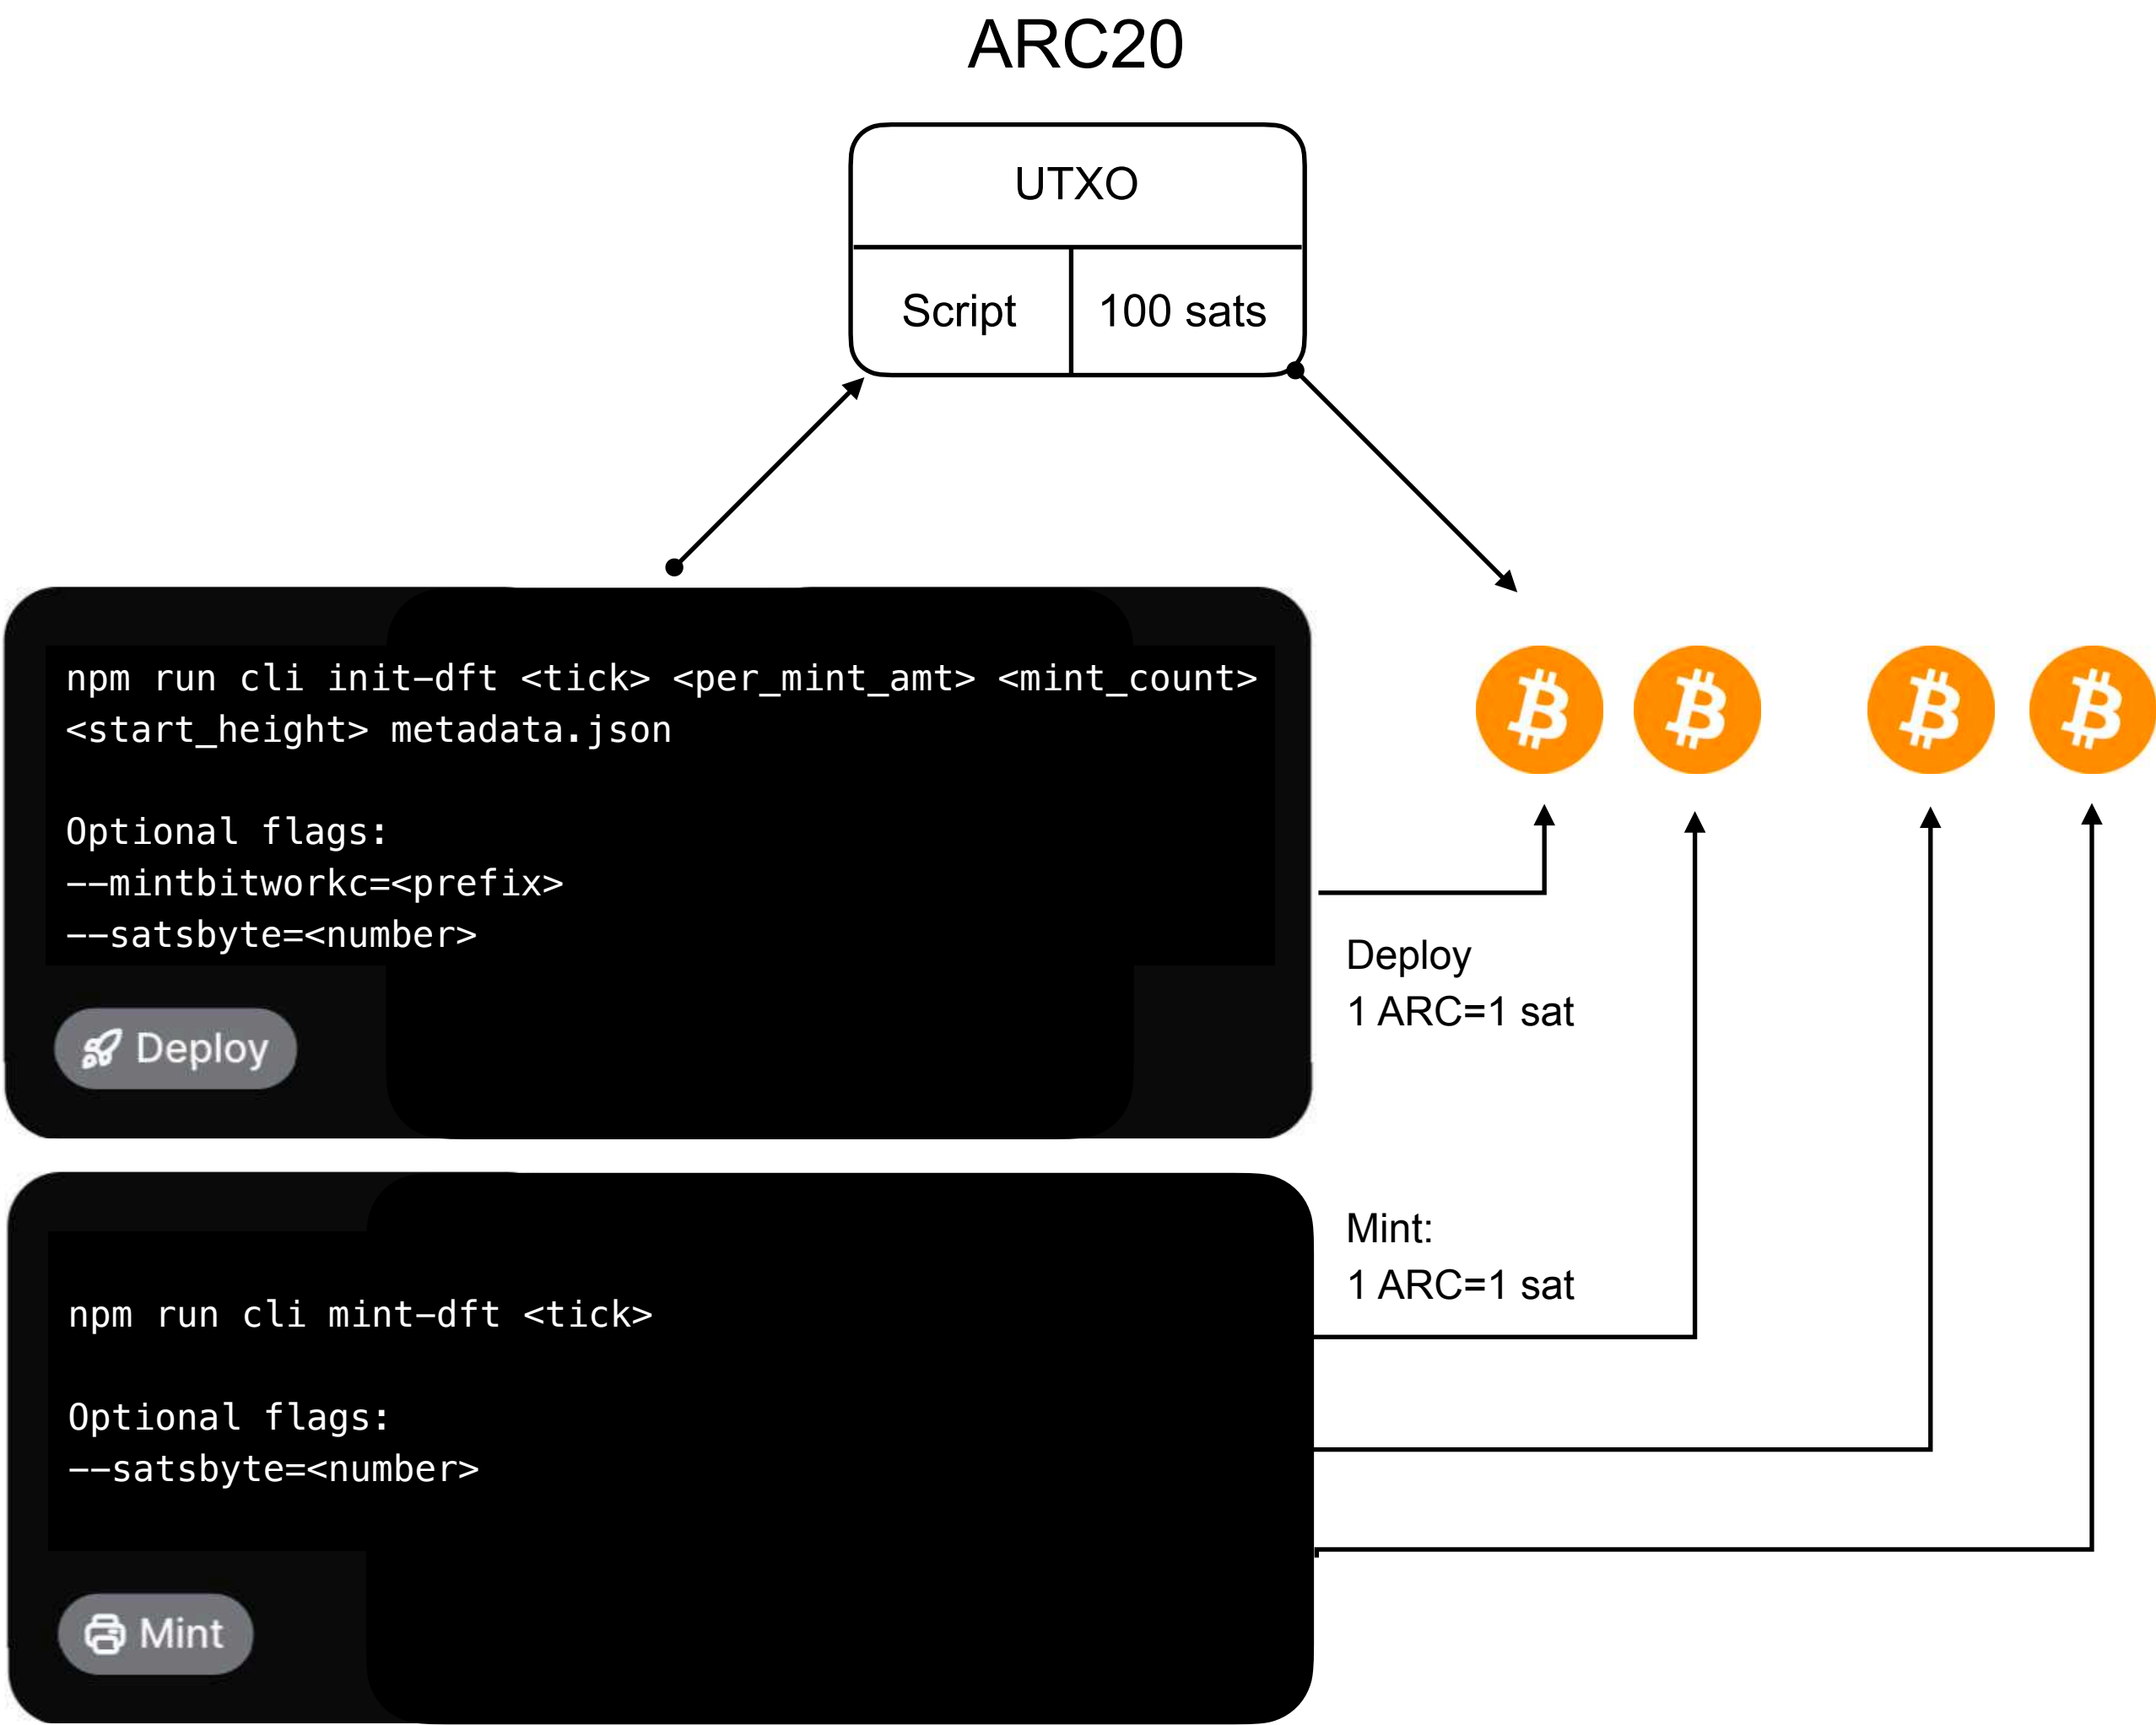 ARC20
UTXO
Script
100 sats
npm run cli init-dft <tick> <per_mint_amt> <mint_count>
<start_height> metadata.json
Optional flags:
--mintbitworkc=<prefix>
--satsbyte=<number>
Deploy
Deploy
1 ARC=1 sat
Mint:
1 ARC=1 sat
npm run cli mint-dft <tick>
Optional flags:
--satsbyte=<number>
Mint